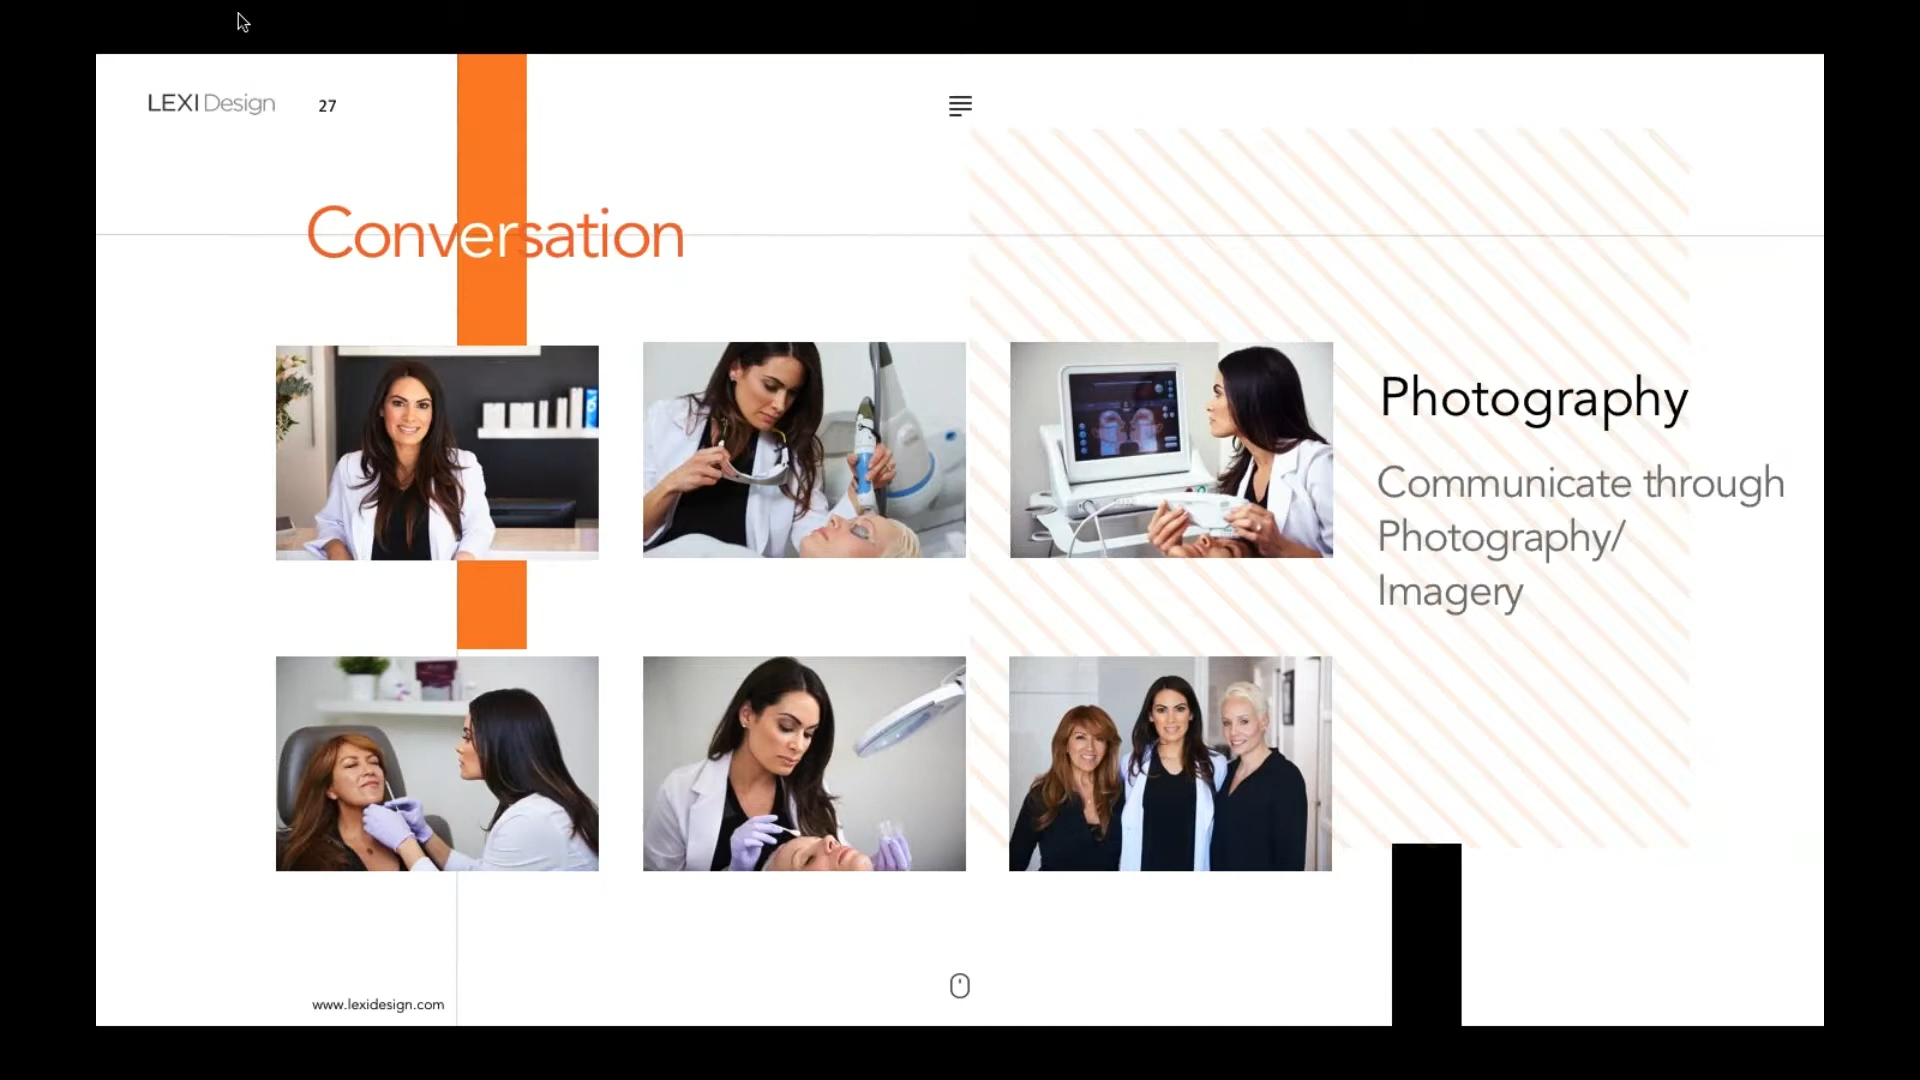 LEXI Design
27
Conversation
Photography
Communicate through
Photography/
Imagery
www.lexidesign.com